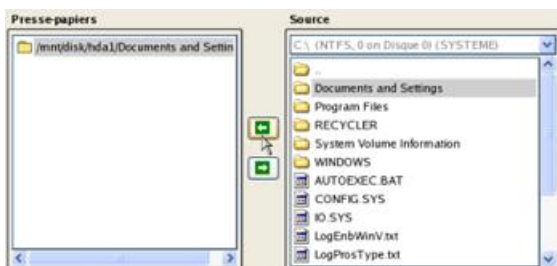 Presse-papiers
/mnt/disk/hda1/Documents and Settin
Source
C:\ (NTFS, 0 on Disque 0) (SYSTEME)
..
Documents and Settings
Program Files
RECYCLER
System Volume Information
WINDOWS
AUTOEXEC.BAT
CONFIG.SYS
IO.SYS
LogEnbWinV.txt
LogProsType.txt